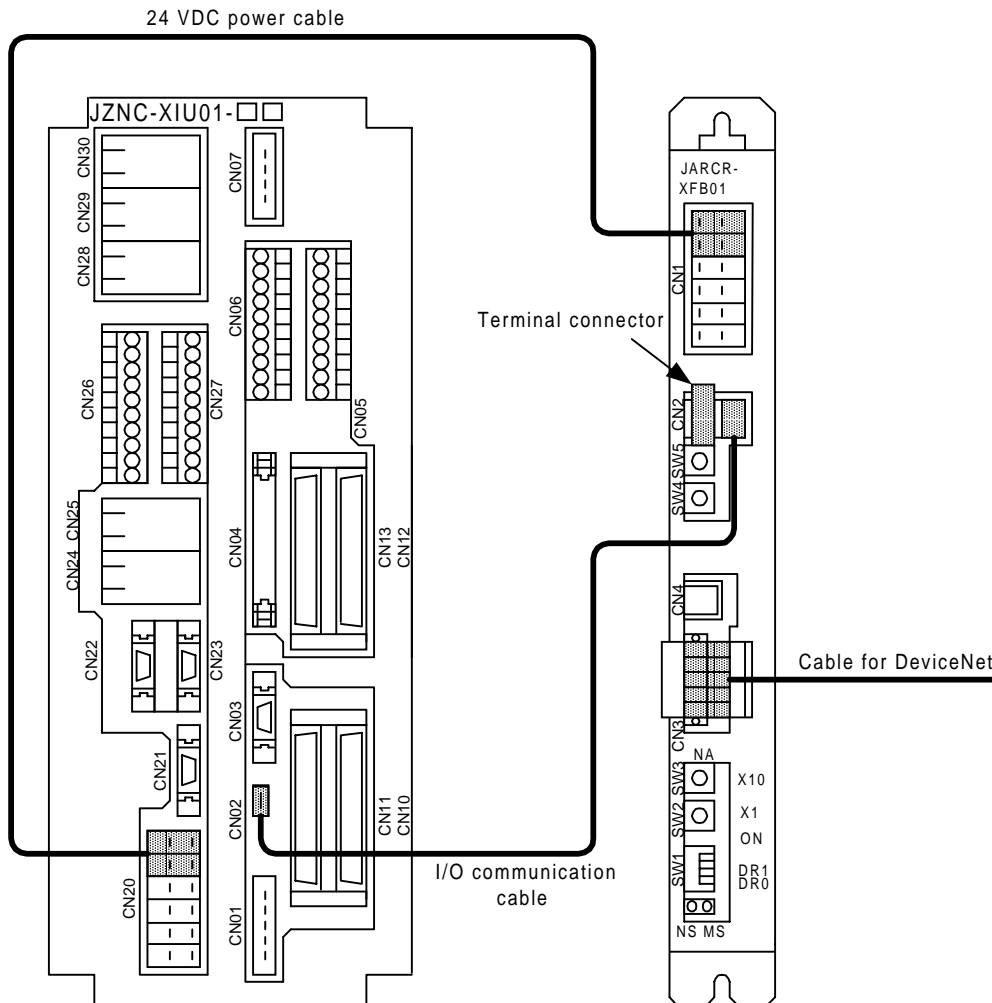 24 VDC power cable
JZNC-XIU01-□□
CN30
CN29
CN28
CN07
CN06
CN26
CN27
CN05
CN25
CN24
CN04
CN13
CN12
CN22
CN23
CN03
CN21
CN02
CN11
CN10
CN20
CN01
I/O communication
cable
JARCR-
XFB01
CN1
Terminal connector
CN2
SW5
SW4
CN4
Cable for DeviceNet
CN3
NA
SW3
X10
SW2
X1
ON
SW1
DR1
DR0
NS MS